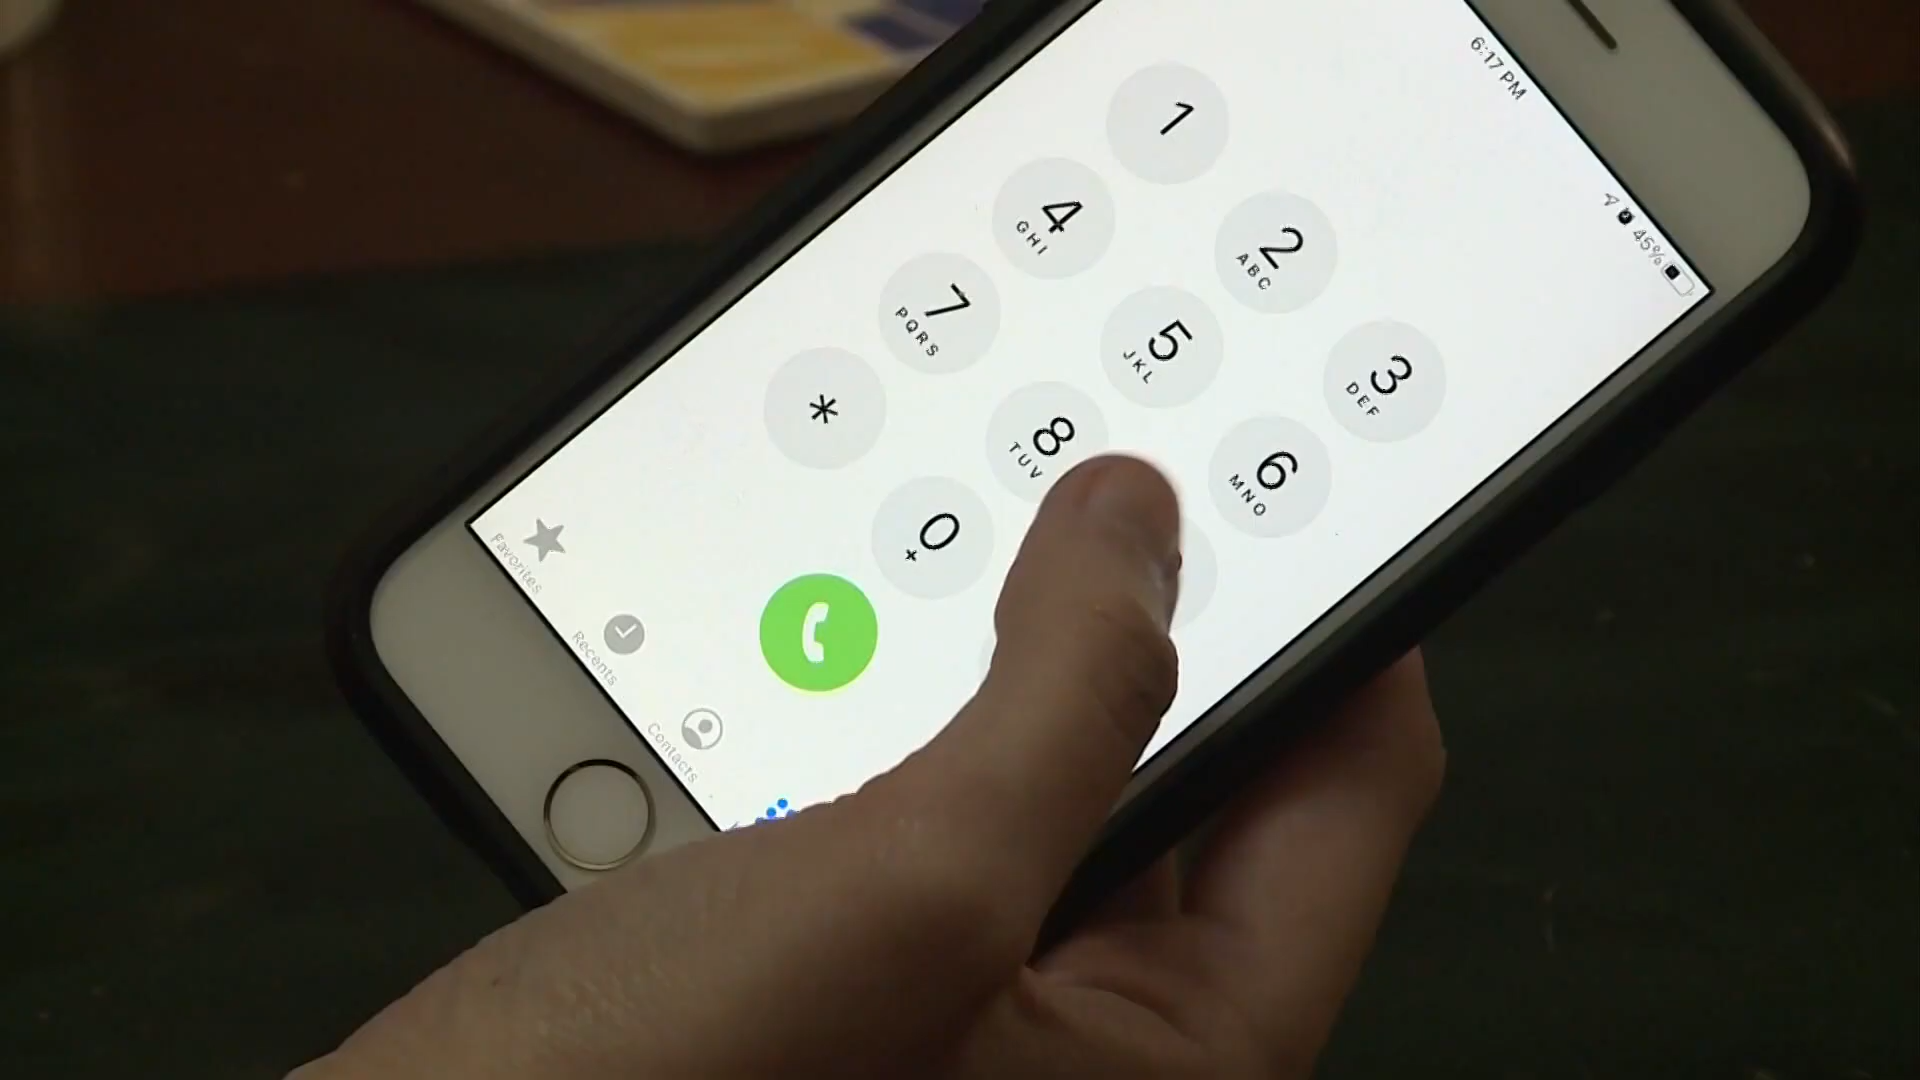 6:17 PM
45%
1
2
ABC
3
DEF
4
GHI
5
JKL
6
MNO
7
PQRS
8
TUV
*
0
+
Favorites
Recents
Contacts